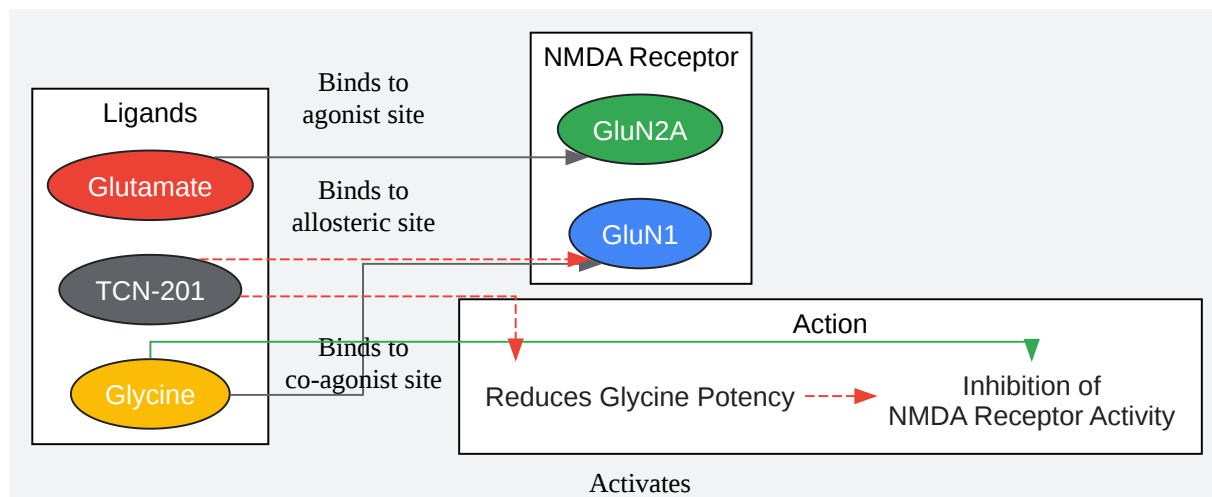 Ligands
Glutamate
TCN-201
Glycine
Binds to
agonist site
Binds to
allosteric site
Binds to
co-agonist site
NMDA Receptor
GluN2A
GluN1
Action
Reduces Glycine Potency
Inhibition of
NMDA Receptor Activity
Activates